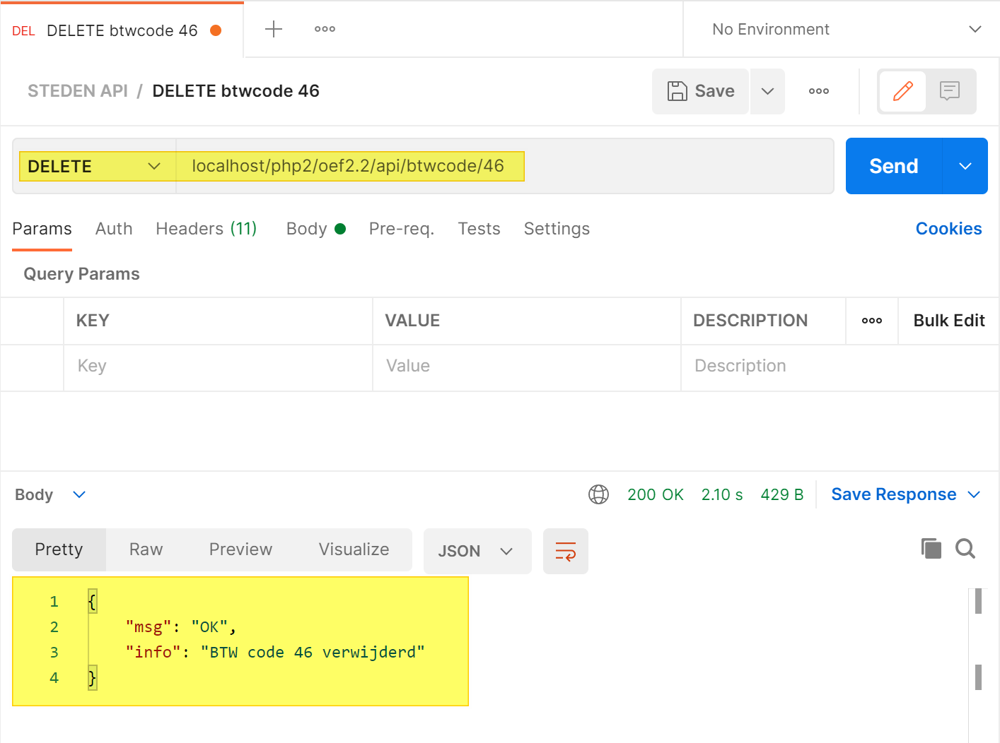 DEL DELETE btwcode 46
No Environment
STEDEN API / DELETE btwcode 46
Save
DELETE localhost/php2/oef2.2/api/btwcode/46
Send
Params Auth Headers (11) Body Pre-req. Tests Settings Cookies
Query Params
KEY VALUE DESCRIPTION Bulk Edit
Key Value Description
Body 200 OK 2.10 s 429 B Save Response
Pretty Raw Preview Visualize JSON
1 {
2 "msg": "OK",
3 "info": "BTW code 46 verwijderd"
4 }